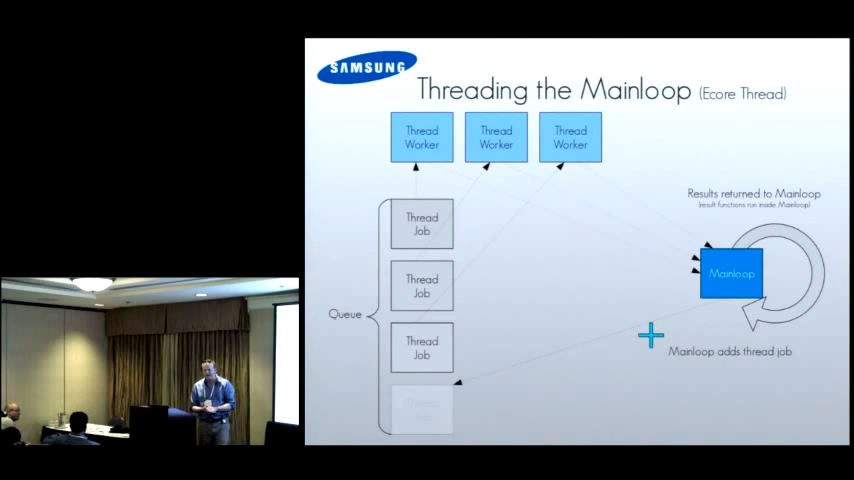 SAMSUNG
Threading the Mainloop (Ecore Thread)
Thread
Worker
Thread
Worker
Thread
Worker
Results returned to Mainloop
(result functions run inside Mainloop)
Thread
Job
Thread
Job
Mainloop
Queue
Thread
Job
Mainloop adds thread job